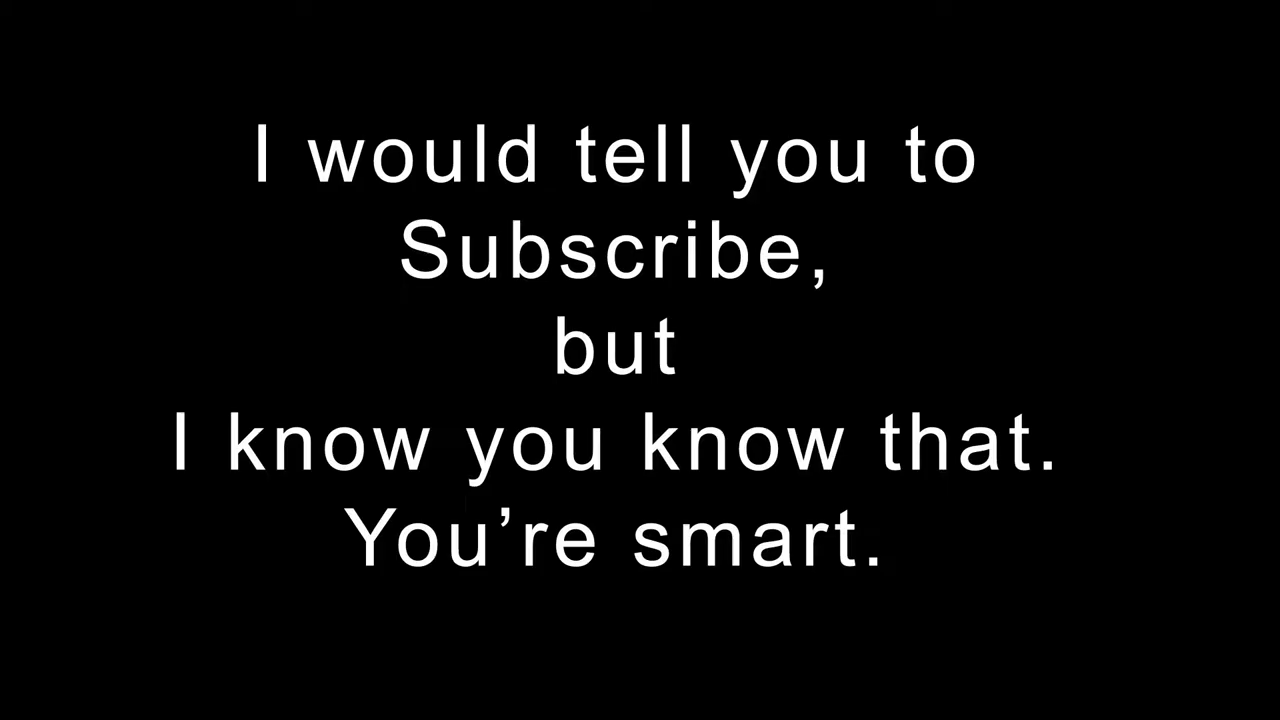 I would tell you to
Subscribe,
but
I know you know that.
You’re smart.